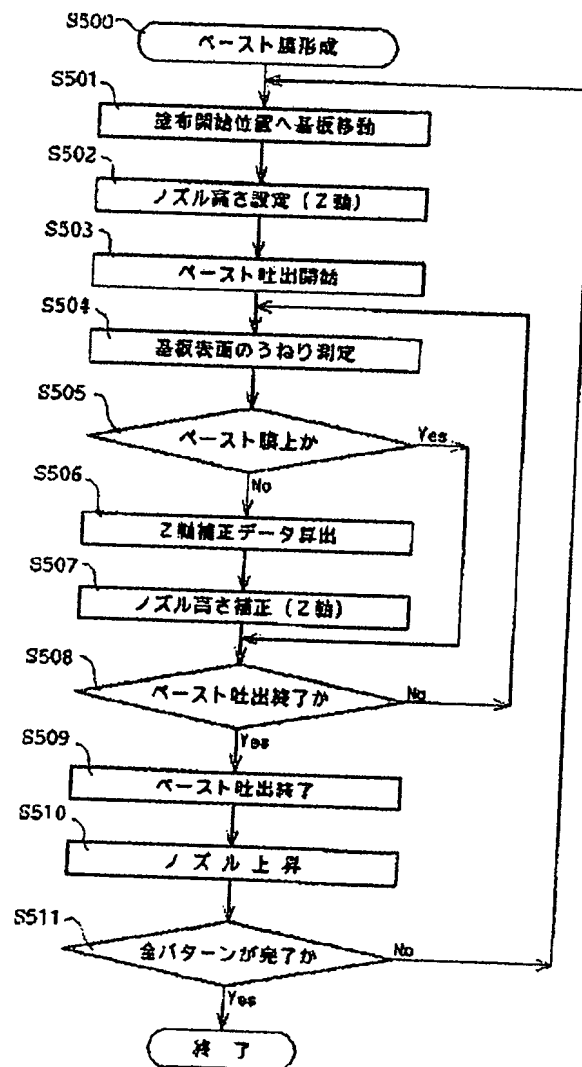 S500
ペースト膜形成
S501
塗布開始位置へ基板移動
S502
ノズル高さ設定(Z軸)
S503
ペースト吐出開始
S504
基板表面のうねり測定
S505
ペースト膜上か
Yes
No
S506
Z軸補正データ算出
S507
ノズル高さ補正(Z軸)
S508
ペースト吐出終了か
No
Yes
S509
ペースト吐出終了
S510
ノズル上昇
S511
全パターンが完了か
No
Yes
終了